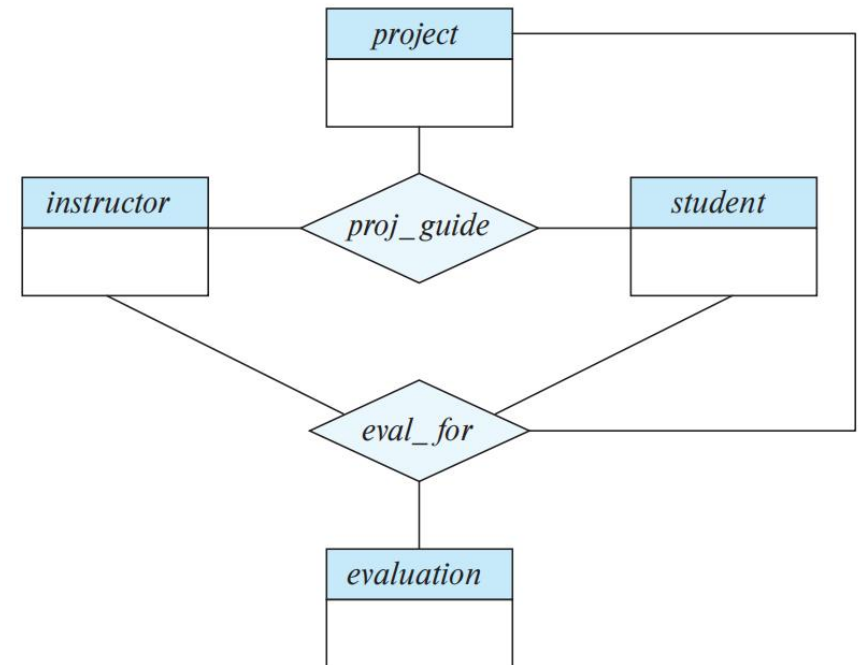 project
instructor
student
proj_guide
eval_for
evaluation